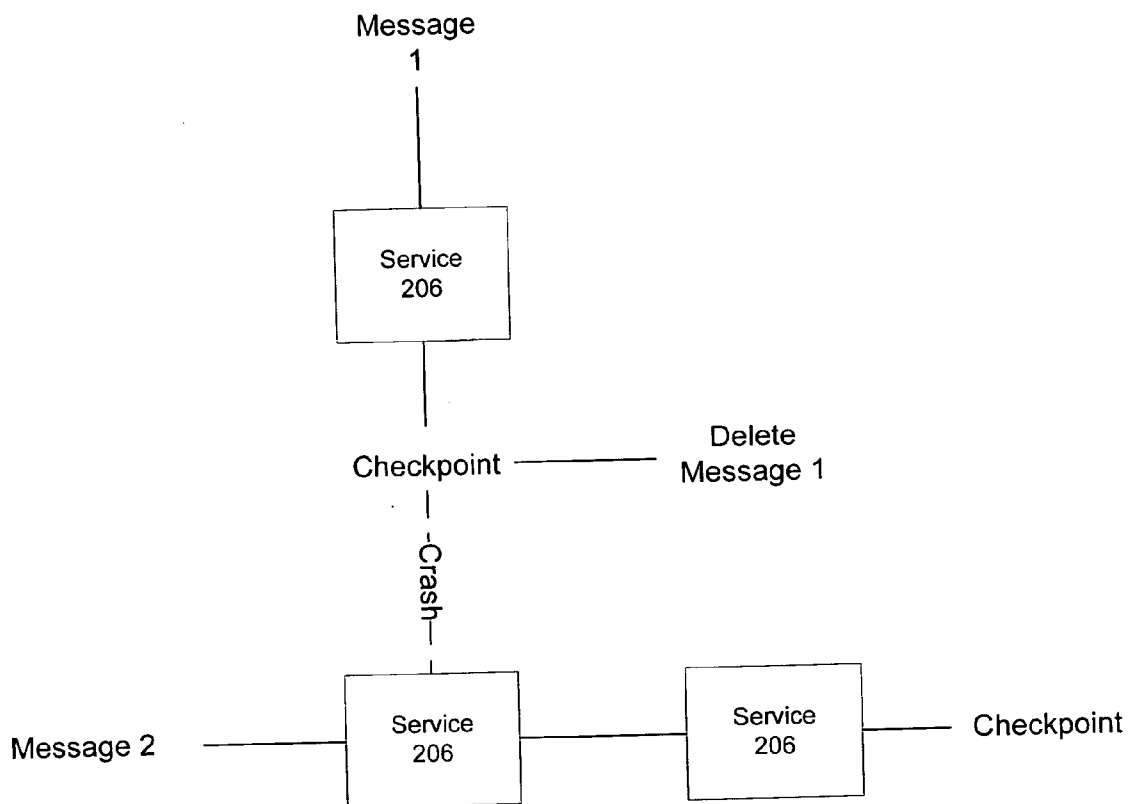 Message
1
Service
206
Checkpoint
Delete
Message 1
Crash
Message 2
Service
206
Service
206
Checkpoint